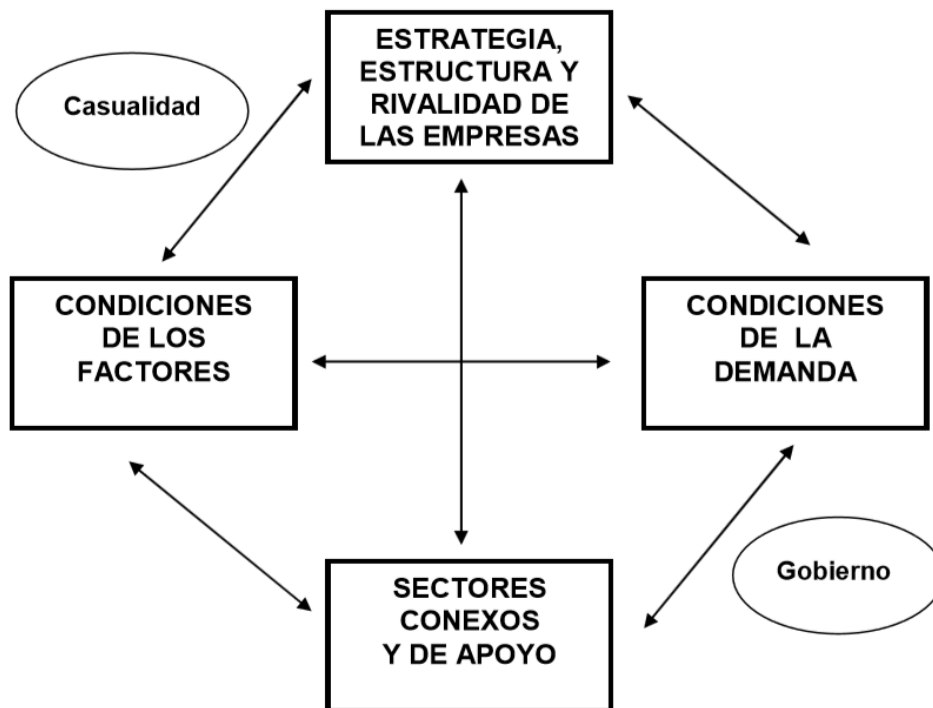 ESTRATEGIA,
ESTRUCTURA Y
RIVALIDAD DE
LAS EMPRESAS
Casualidad
CONDICIONES
DE LOS
FACTORES
CONDICIONES
DE LA
DEMANDA
SECTORES
CONEXOS
Y DE APOYO
Gobierno